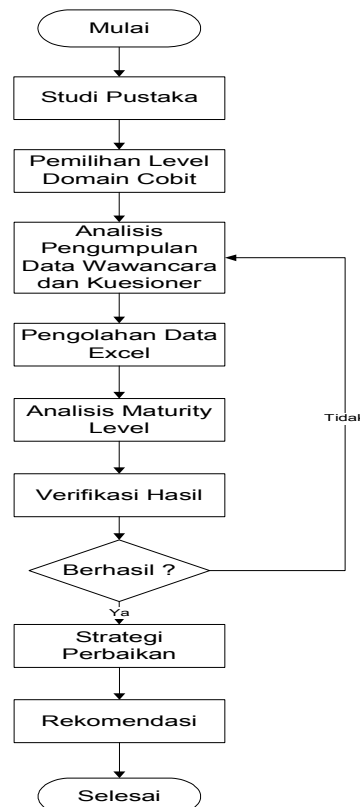 Mulai
Studi Pustaka
Pemilihan Level
Domain Cobit
Analisis
Pengumpulan
Data Wawancara
dan Kuesioner
Pengolahan Data
Excel
Analisis Maturity
Level
Tidak
Verifikasi Hasil
Berhasil ?
Ya
Strategi
Perbaikan
Rekomendasi
Selesai